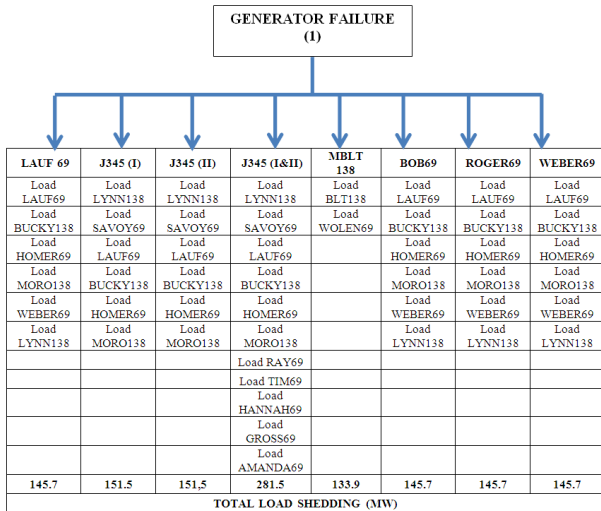 GENERATOR FAILURE
(1)
LAUF 69 J345 (I) J345 (II) J345 (I&II) MBLT 138 BOB69 ROGER69 WEBER69
Load LAUF69 Load LYNN138 Load LYNN138 Load LYNN138 Load BLT138 Load LAUF69 Load LAUF69 Load LAUF69
Load BUCKY138 Load SAVOY69 Load SAVOY69 Load SAVOY69 Load WOLEN69 Load BUCKY138 Load BUCKY138 Load BUCKY138
Load HOMER69 Load LAUF69 Load LAUF69 Load LAUF69 Load HOMER69 Load HOMER69 Load HOMER69
Load MORO138 Load BUCKY138 Load BUCKY138 Load BUCKY138 Load MORO138 Load MORO138 Load MORO138
Load WEBER69 Load HOMER69 Load HOMER69 Load HOMER69 Load WEBER69 Load WEBER69 Load WEBER69
Load LYNN138 Load MORO138 Load MORO138 Load MORO138 Load LYNN138 Load LYNN138 Load LYNN138
Load RAY69
Load TIM69
Load HANNAH69
Load GROSS69
Load AMANDA69
145.7 151.5 151,5 281.5 133.9 145.7 145.7 145.7
TOTAL LOAD SHEDDING (MW)